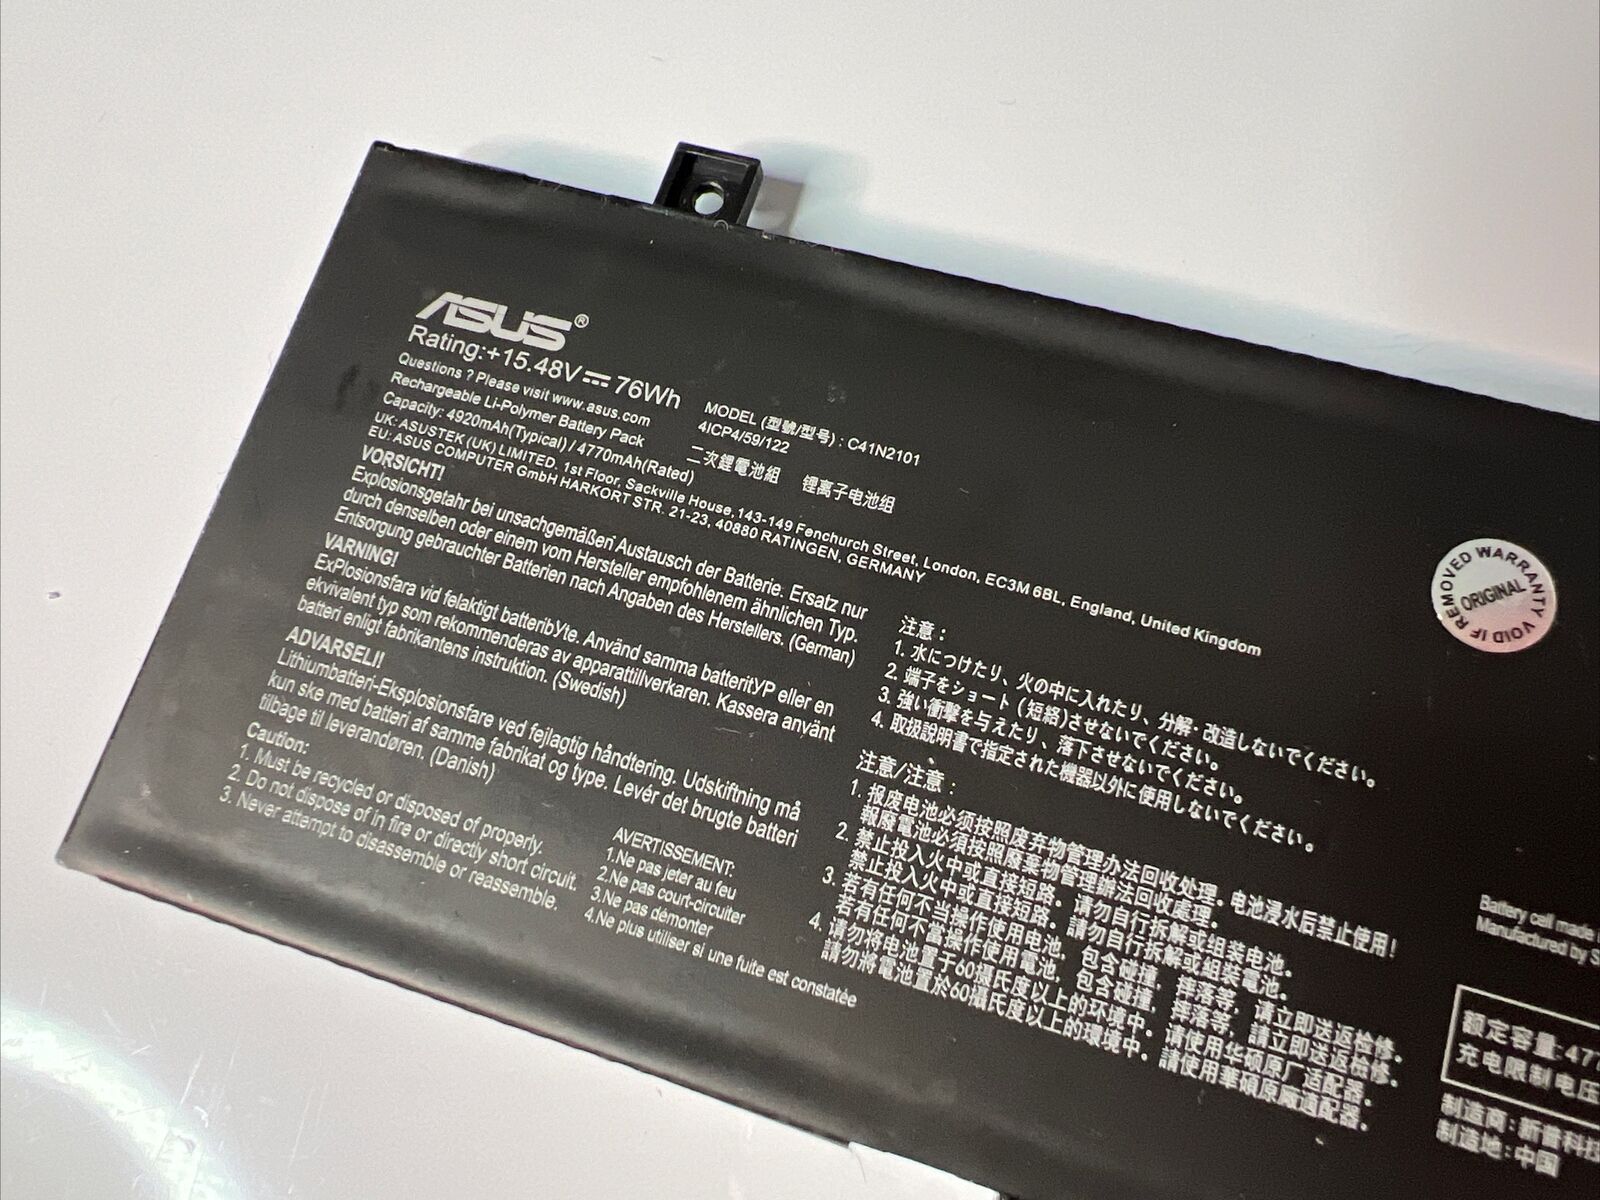 ASUS®
Rating:+15.48V⎓76Wh
Questions ? Please visit www.asus.com
Rechargeable Li-Polymer Battery Pack
Capacity: 4920mAh(Typical) / 4770mAh(Rated)
MODEL (型號/型号) : C41N2101
4ICP4/59/122
二次鋰電池組 锂离子电池组
UK: ASUSTEK (UK) LIMITED. 1st Floor, Sackville House, 143-149 Fenchurch Street, London, EC3M 6BL, England, United Kingdom
EU: ASUS COMPUTER GmbH HARKORT STR. 21-23, 40880 RATINGEN, GERMANY
VORSICHT!
Explosionsgetahr bei unsachgemäßen Austausch der Batterie. Ersatz nur
durch denselben oder einem vom Hersteller empfohlenem ähnlichen Typ.
Entsorgung gebrauchter Batterien nach Angaben des Herstellers. (German)
VARNING!
ExPlosionsfara vid felaktigt batteribyte. Använd samma batteritYP eller en
ekvivalent typ som rekommenderas av apparattillverkaren. Kassera använt
batteri enligt fabrikantens instruktion. (Swedish)
ADVARSELI!
Lithiumbatteri-Eksplosionsfare ved fejlagtig håndtering. Udskiftning må
kun ske med batteri af samme fabrikat og type. Levér det brugte batteri
tilbage til leverandøren. (Danish)
Caution:
1. Must be recycled or disposed of properly.
2. Do not dispose of in fire or directly short circuit.
3. Never attempt to disassemble or reassemble.
AVERTISSEMENT:
1.Ne pas jeter au feu
2.Ne pas court-circuiter
3.Ne pas démonter
4.Ne plus utiliser si une fuite est constatée
注意 :
1. 水につけたり、火の中に入れたり、分解・改造しないでください。
2. 端子をショート (短絡)させないでください。
3. 強い衝撃を与えたり、落下させないでください。
4. 取扱説明書で指定された機器以外に使用しないでください。
注意/注意 :
1. 报废电池必须按照废弃物管理办法回收处理。电池浸水后禁止使用!
報廢電池必須按照廢棄物管理辦法回收處理。
2. 禁止投入火中或直接短路。请勿自行拆解或组装电池。
禁止投入火中或直接短路。請勿自行拆解或組裝電池。
3. 若有任何不当操作使用电池,包含碰撞,摔落等,请立即送返检修。
若有任何不當操作使用電池,包含碰撞,摔落等,請立即送返檢修。
4. 请勿将电池置于60摄氏度以上的环境中。请使用华硕原厂适配器。
請勿將電池置於60攝氏度以上的環境中。請使用華碩原廠適配器。
WARRANTY VOID IF REMOVED
ORIGINAL
Battery cell made
Manufactured by
额定容量:477
充电限制电压
制造商:新普科技
制造地:中国